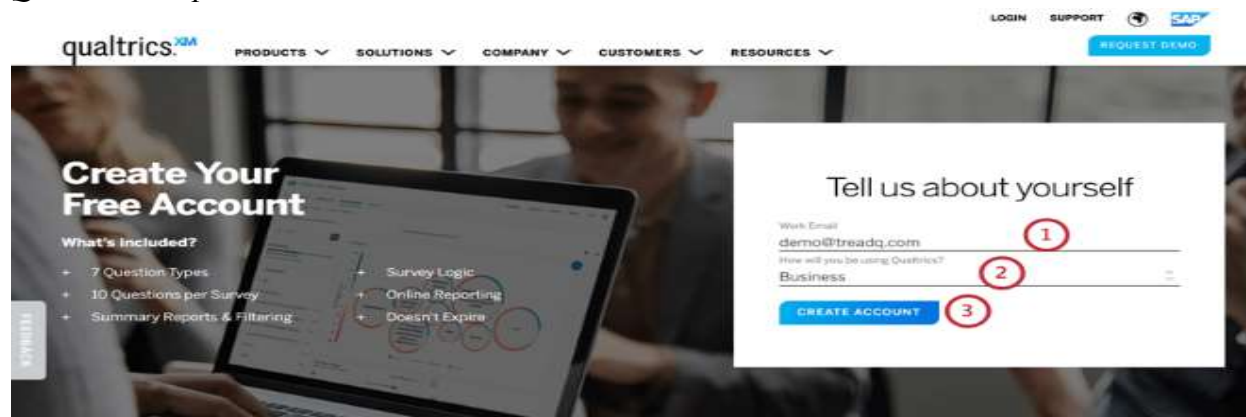 LOGIN SUPPORT SAP
qualtrics.XM PRODUCTS SOLUTIONS COMPANY CUSTOMERS RESOURCES
REQUEST DEMO
Create Your
Free Account
What's Included?
+ 7 Question Types
+ 10 Questions per Survey
+ Summary Reports & Filtering
+ Survey Logic
+ Online Reporting
+ Doesn't Expire
FEEDBACK
Tell us about yourself
Work Email
demo@treadq.com
1
How will you be using Qualtrics?
Business
2
CREATE ACCOUNT
3